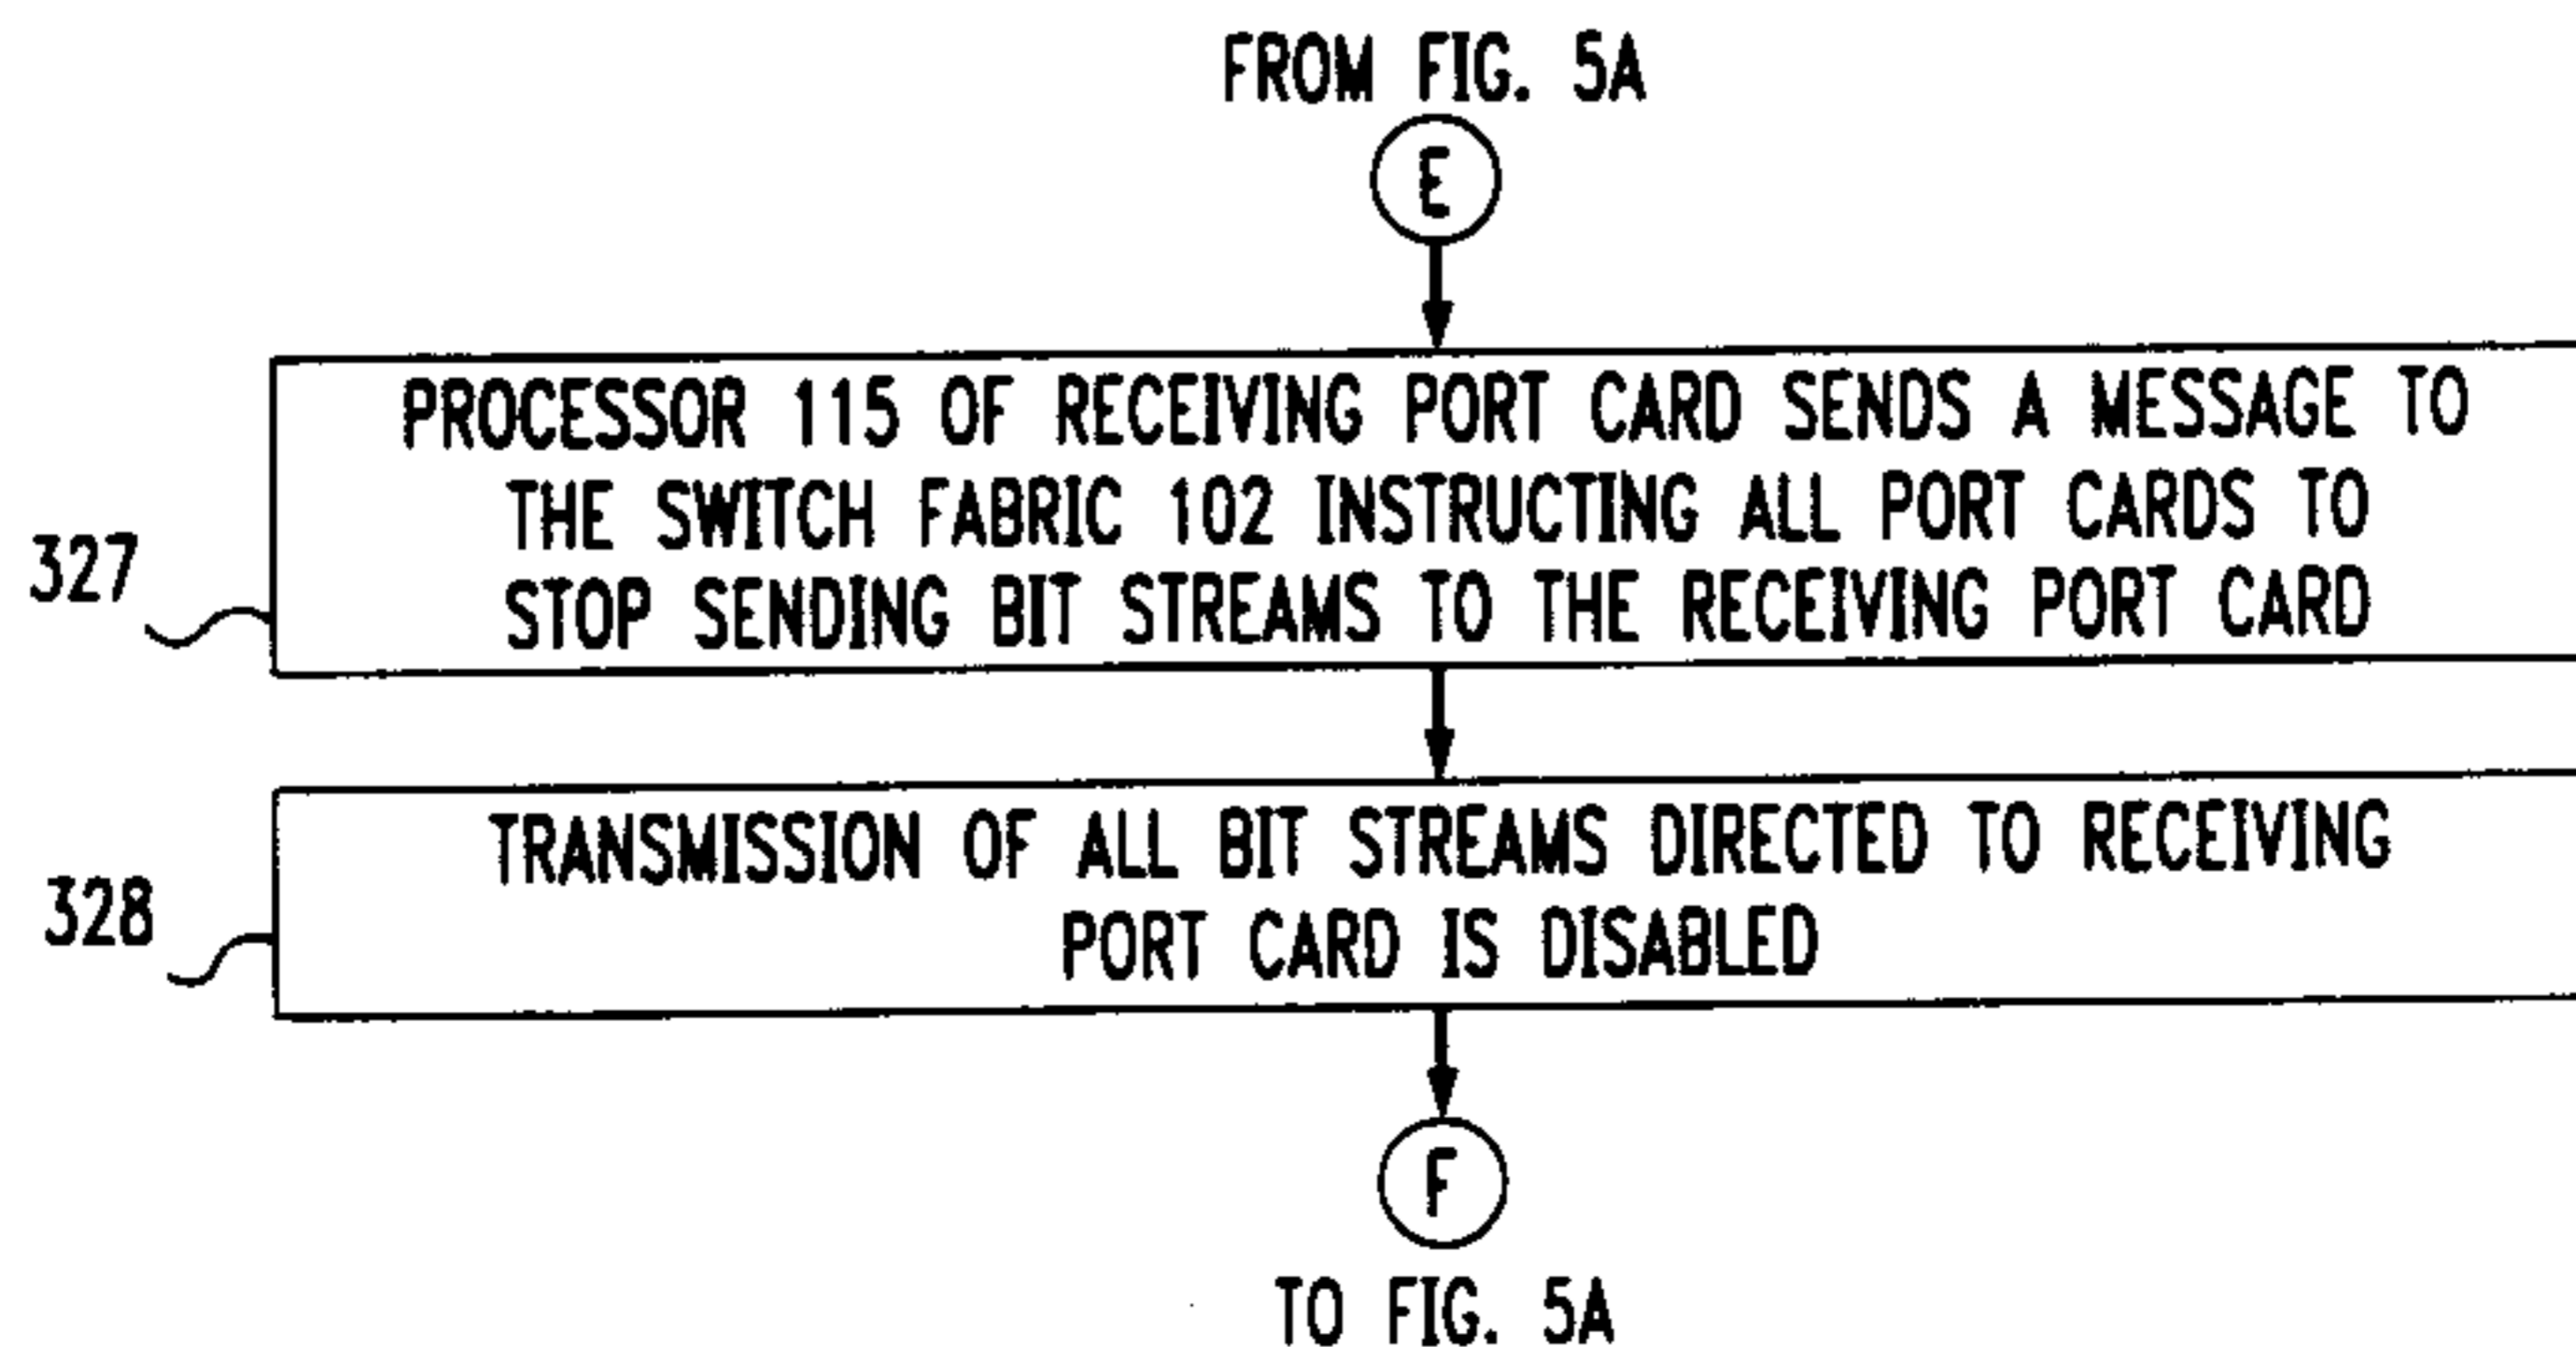 FROM FIG. 5A
E
PROCESSOR 115 OF RECEIVING PORT CARD SENDS A MESSAGE TO
THE SWITCH FABRIC 102 INSTRUCTING ALL PORT CARDS TO
STOP SENDING BIT STREAMS TO THE RECEIVING PORT CARD
327
TRANSMISSION OF ALL BIT STREAMS DIRECTED TO RECEIVING
PORT CARD IS DISABLED
328
F
TO FIG. 5A